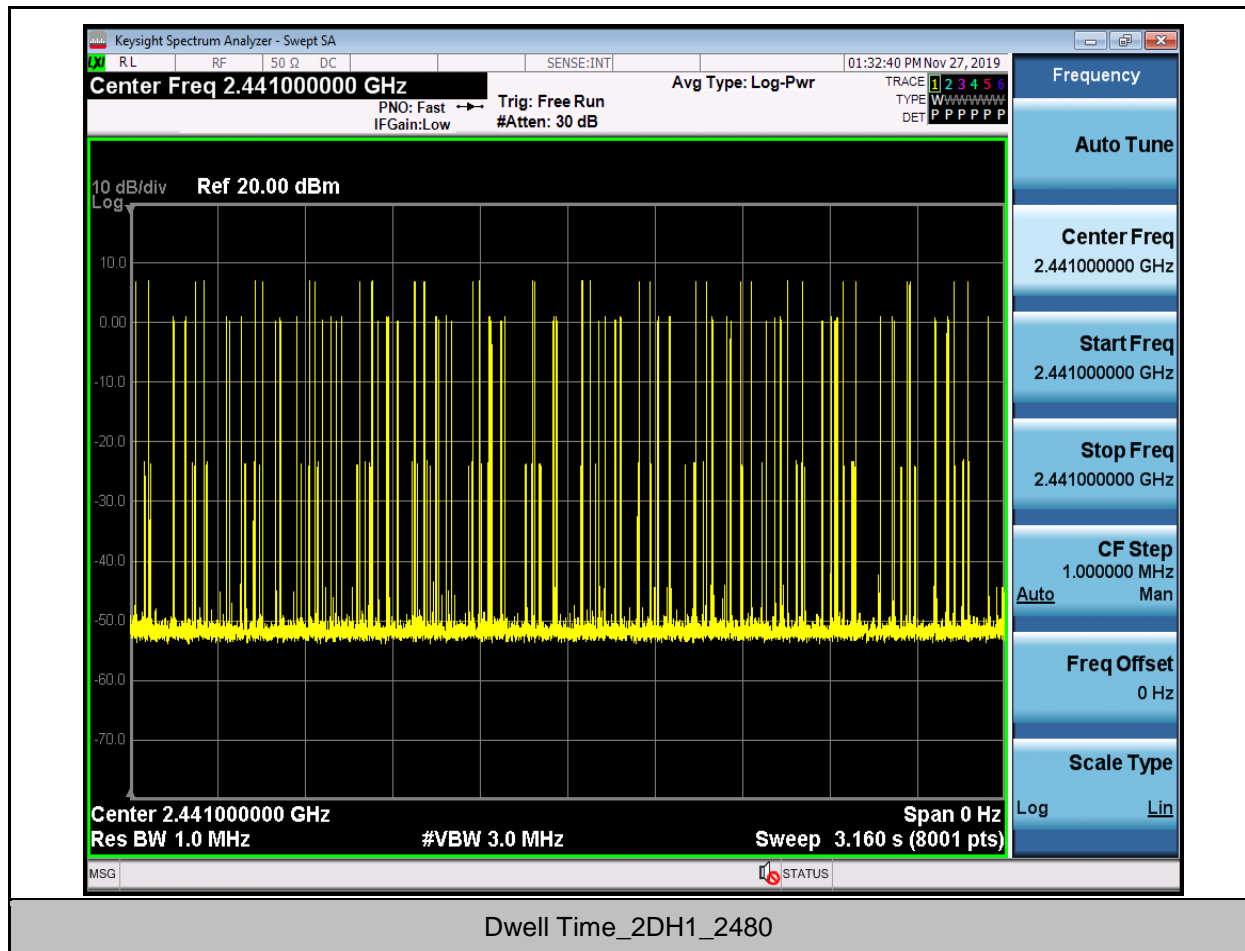 Keysight Spectrum Analyzer - Swept SA
LXI RL RF 50 Ω DC SENSE:INT 01:32:40 PM Nov 27, 2019
Center Freq 2.441000000 GHz
PNO: Fast
IFGain:Low
Trig: Free Run
#Atten: 30 dB
Avg Type: Log-Pwr
TRACE 1 2 3 4 5 6
TYPE WWWWWW
DET P P P P P P
10 dB/div Ref 20.00 dBm
Log
10.0
0.00
-10.0
-20.0
-30.0
-40.0
-50.0
-60.0
-70.0
Center 2.441000000 GHz Span 0 Hz
Res BW 1.0 MHz #VBW 3.0 MHz Sweep 3.160 s (8001 pts)
MSG STATUS
Frequency
Auto Tune
Center Freq
2.441000000 GHz
Start Freq
2.441000000 GHz
Stop Freq
2.441000000 GHz
CF Step
1.000000 MHz
Auto Man
Freq Offset
0 Hz
Scale Type
Log Lin
Dwell Time_2DH1_2480